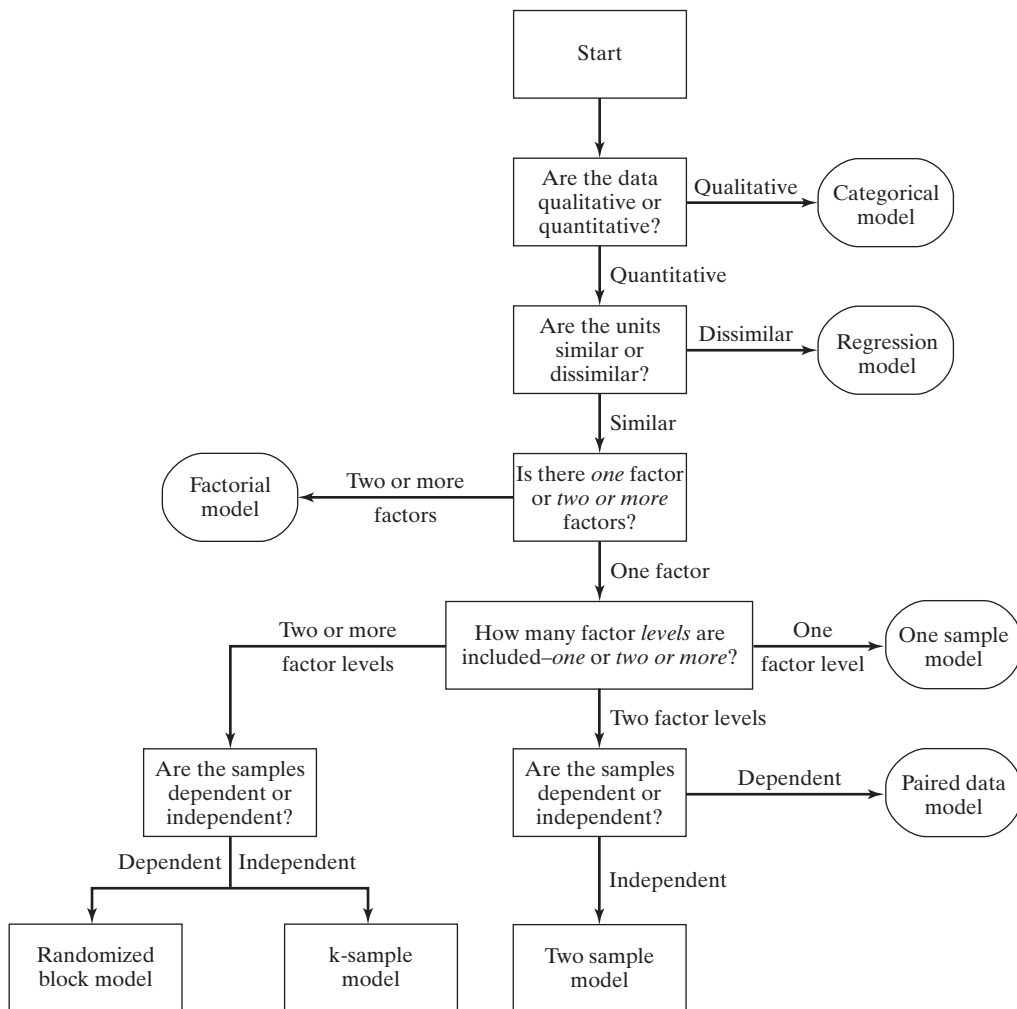 Start
Are the data
qualitative or
quantitative?
Qualitative
Categorical
model
Quantitative
Are the units
similar or
dissimilar?
Dissimilar
Regression
model
Similar
Is there one factor
or two or more
factors?
Two or more
factors
Factorial
model
One factor
How many factor levels are
included–one or two or more?
Two or more
factor levels
One
factor level
One sample
model
Two factor levels
Are the samples
dependent or
independent?
Are the samples
dependent or
independent?
Dependent
Paired data
model
Dependent
Independent
Independent
Randomized
block model
k-sample
model
Two sample
model